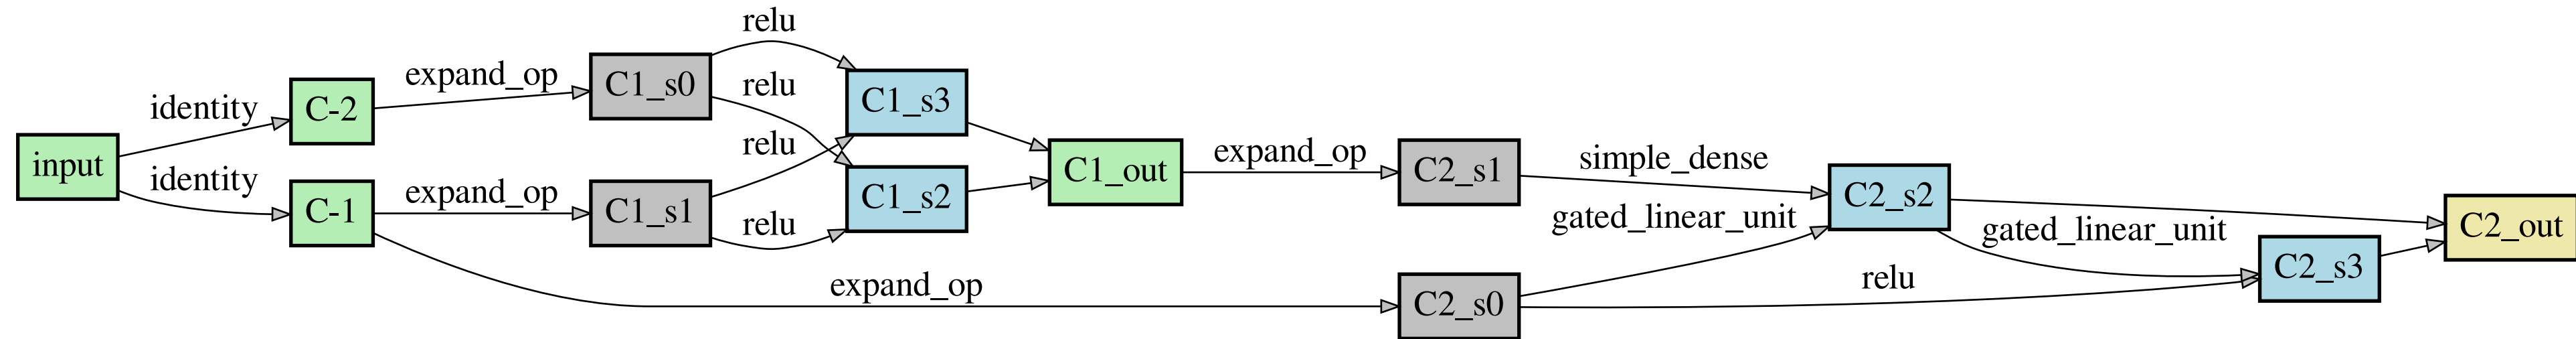 input
identity
identity
C-2
C-1
expand_op
expand_op
expand_op
C1_s0
C1_s1
relu
relu
relu
relu
C1_s3
C1_s2
C1_out
expand_op
C2_s1
C2_s0
simple_dense
gated_linear_unit
C2_s2
gated_linear_unit
relu
C2_s3
C2_out